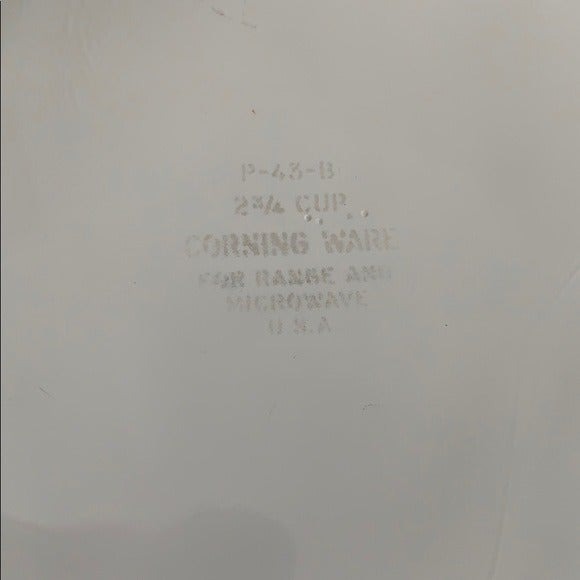 P-43-B
2 3/4 CUP
CORNING WARE
FOR RANGE AND
MICROWAVE
U.S.A